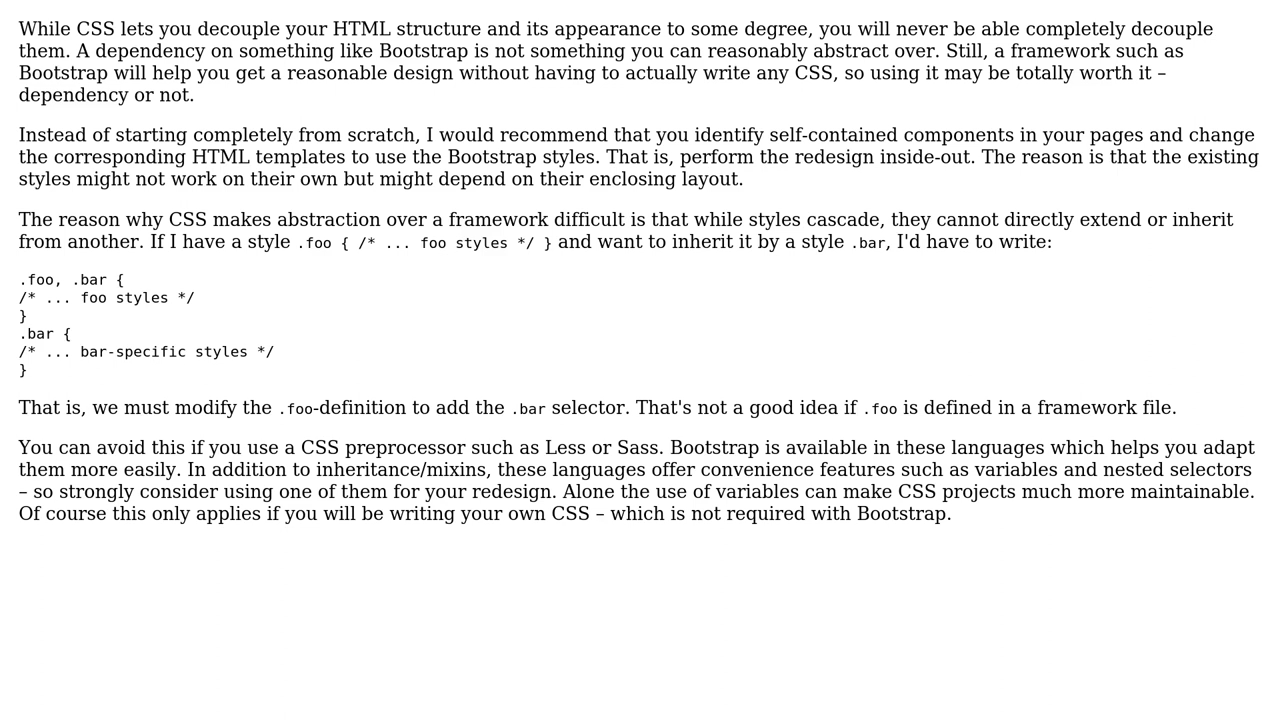 While CSS lets you decouple your HTML structure and its appearance to some degree, you will never be able completely decouple
them. A dependency on something like Bootstrap is not something you can reasonably abstract over. Still, a framework such as
Bootstrap will help you get a reasonable design without having to actually write any CSS, so using it may be totally worth it –
dependency or not.
Instead of starting completely from scratch, I would recommend that you identify self-contained components in your pages and change
the corresponding HTML templates to use the Bootstrap styles. That is, perform the redesign inside-out. The reason is that the existing
styles might not work on their own but might depend on their enclosing layout.
The reason why CSS makes abstraction over a framework difficult is that while styles cascade, they cannot directly extend or inherit
from another. If I have a style .foo { /* ... foo styles */ } and want to inherit it by a style .bar, I'd have to write:
.foo, .bar {
/* ... foo styles */
}
.bar {
/* ... bar-specific styles */
}
That is, we must modify the .foo-definition to add the .bar selector. That's not a good idea if .foo is defined in a framework file.
You can avoid this if you use a CSS preprocessor such as Less or Sass. Bootstrap is available in these languages which helps you adapt
them more easily. In addition to inheritance/mixins, these languages offer convenience features such as variables and nested selectors
– so strongly consider using one of them for your redesign. Alone the use of variables can make CSS projects much more maintainable.
Of course this only applies if you will be writing your own CSS – which is not required with Bootstrap.